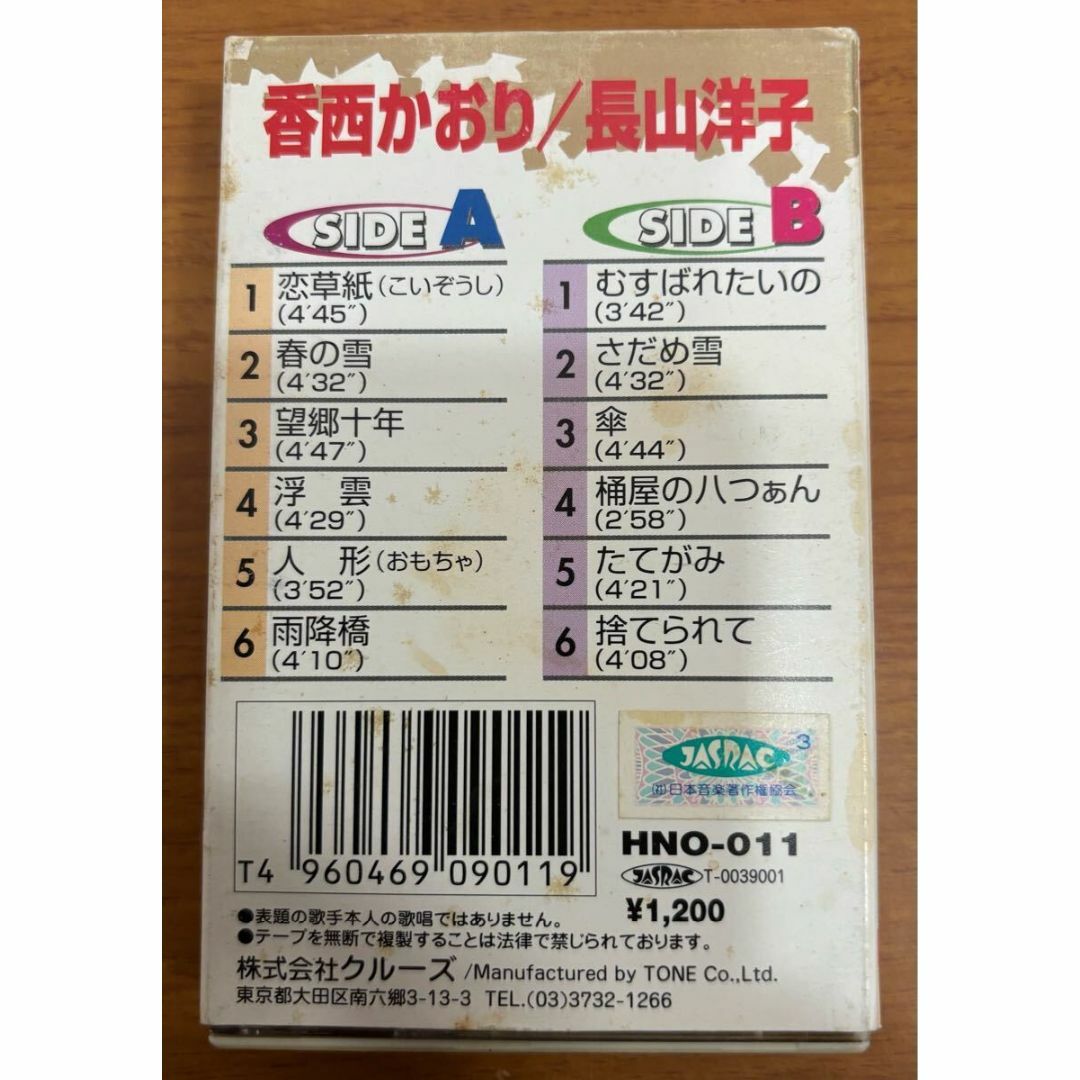 香西かおり/長山洋子
SIDE A
1 恋草紙(こいぞうし)
(4′45″)
2 春の雪
(4′32″)
3 望郷十年
(4′47″)
4 浮 雲
(4′29″)
5 人 形(おもちゃ)
(3′52″)
6 雨降橋
(4′10″)
SIDE B
1 むすばれたいの
(3′42″)
2 さだめ雪
(4′32″)
3 傘
(4′44″)
4 桶屋の八つぁん
(2′58″)
5 たてがみ
(4′21″)
6 捨てられて
(4′08″)
T4 960469 090119
JASRAC 3
㈳日本音楽著作権協会
HNO-011
JASRAC T-0039001
¥1,200
●表題の歌手本人の歌唱ではありません。
●テープを無断で複製することは法律で禁じられております。
株式会社クルーズ /Manufactured by TONE Co.,Ltd.
東京都大田区南六郷3-13-3 TEL.(03)3732-1266